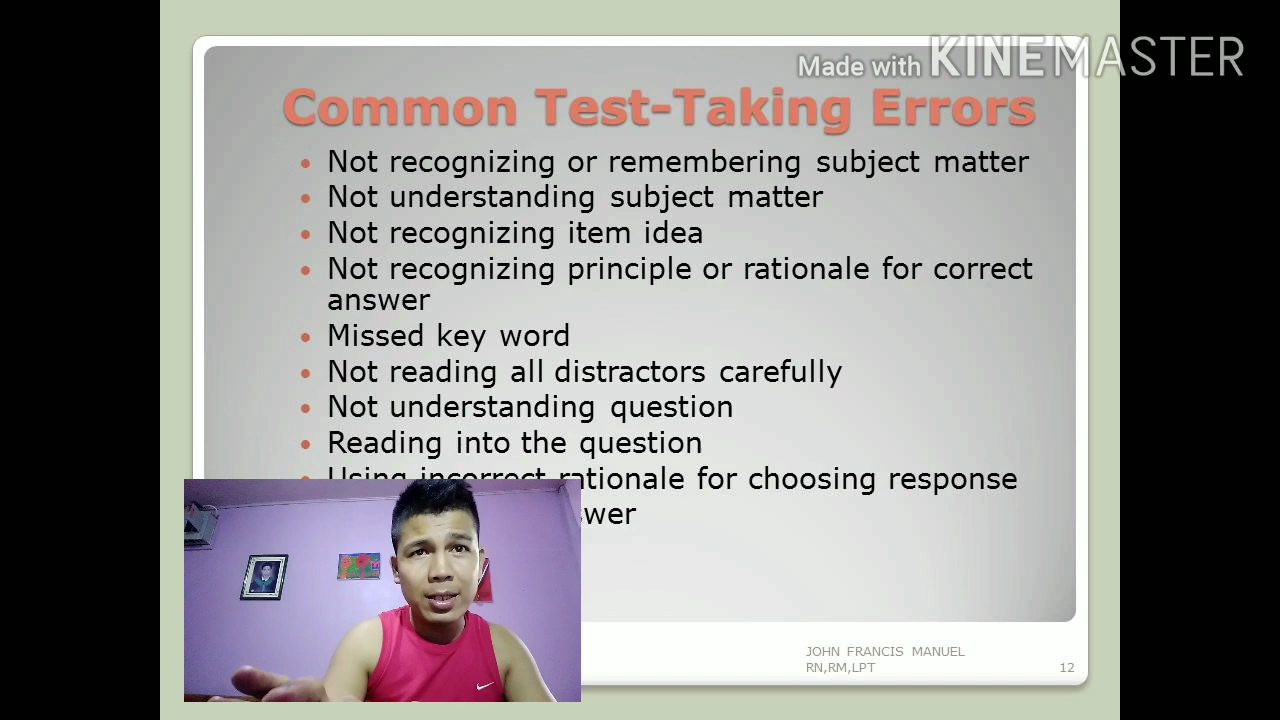 Made with KINEMASTER
Common Test-Taking Errors
• Not recognizing or remembering subject matter
• Not understanding subject matter
• Not recognizing item idea
• Not recognizing principle or rationale for correct
answer
• Missed key word
• Not reading all distractors carefully
• Not understanding question
• Reading into the question
• Using incorrect rationale for choosing response
JOHN FRANCIS MANUEL
RN,RM,LPT
12